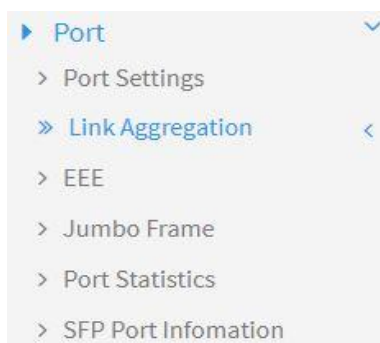 Port
Port Settings
Link Aggregation
EEE
Jumbo Frame
Port Statistics
SFP Port Infomation